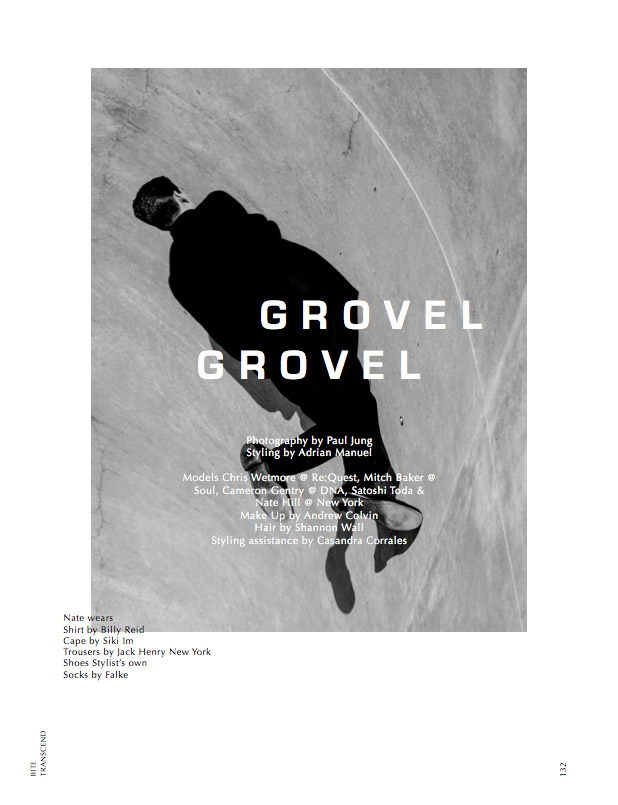 GROVEL
GROVEL
Photography by Paul Jung
Styling by Adrian Manuel
Models Chris Wetmore @ Re:Quest, Mitch Baker @
Soul, Cameron Gentry @ DNA, Satoshi Toda &
Nate Hill @ New York
Make Up by Andrew Colvin
Hair by Shannon Wall
Styling assistance by Casandra Corrales
Nate wears
Shirt by Billy Reid
Cape by Siki Im
Trousers by Jack Henry New York
Shoes Stylist's own
Socks by Falke
BITE
TRANSCEND
132